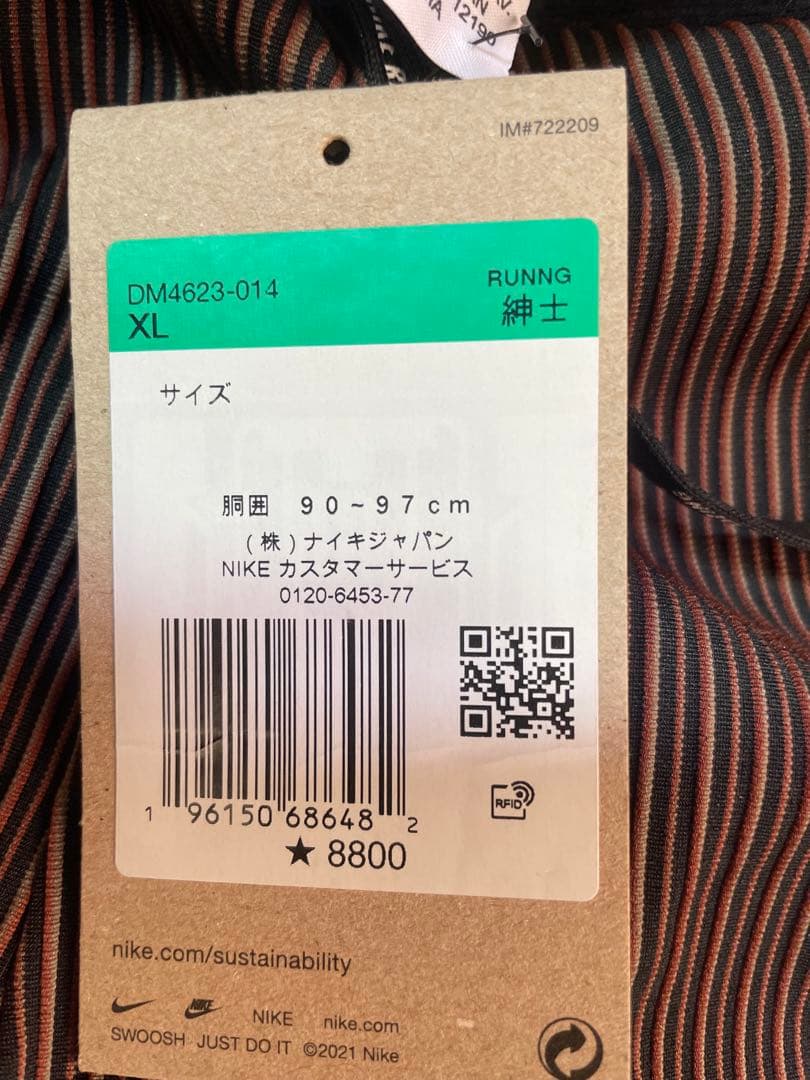 12190
IM#722209
DM4623-014
RUNNG
XL
紳士
サイズ
胴囲 90~97cm
(株)ナイキジャパン
NIKE カスタマーサービス
0120-6453-77
RFID
1 96150 68648 2
★ 8800
nike.com/sustainability
NIKE NIKE nike.com
SWOOSH JUST DO IT ©2021 Nike